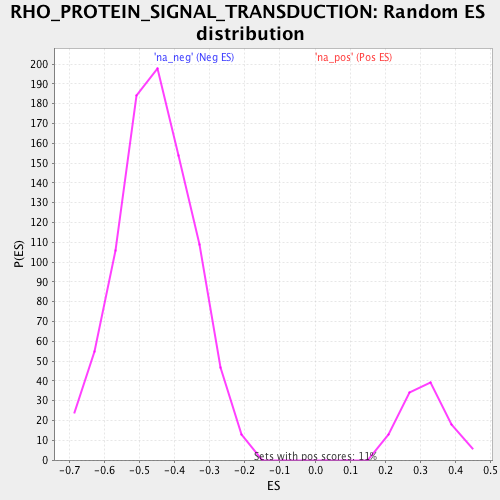 RHO_PROTEIN_SIGNAL_TRANSDUCTION: Random ES
distribution
'na_neg' (Neg ES)
'na_pos' (Pos ES)
200
190
180
170
160
150
140
130
120
110
100
90
80
70
60
50
40
30
20
10
0
P(ES)
Sets with pos scores: 11%
-0.7 -0.6 -0.5 -0.4 -0.3 -0.2 -0.1 0.0 0.1 0.2 0.3 0.4 0.5
ES